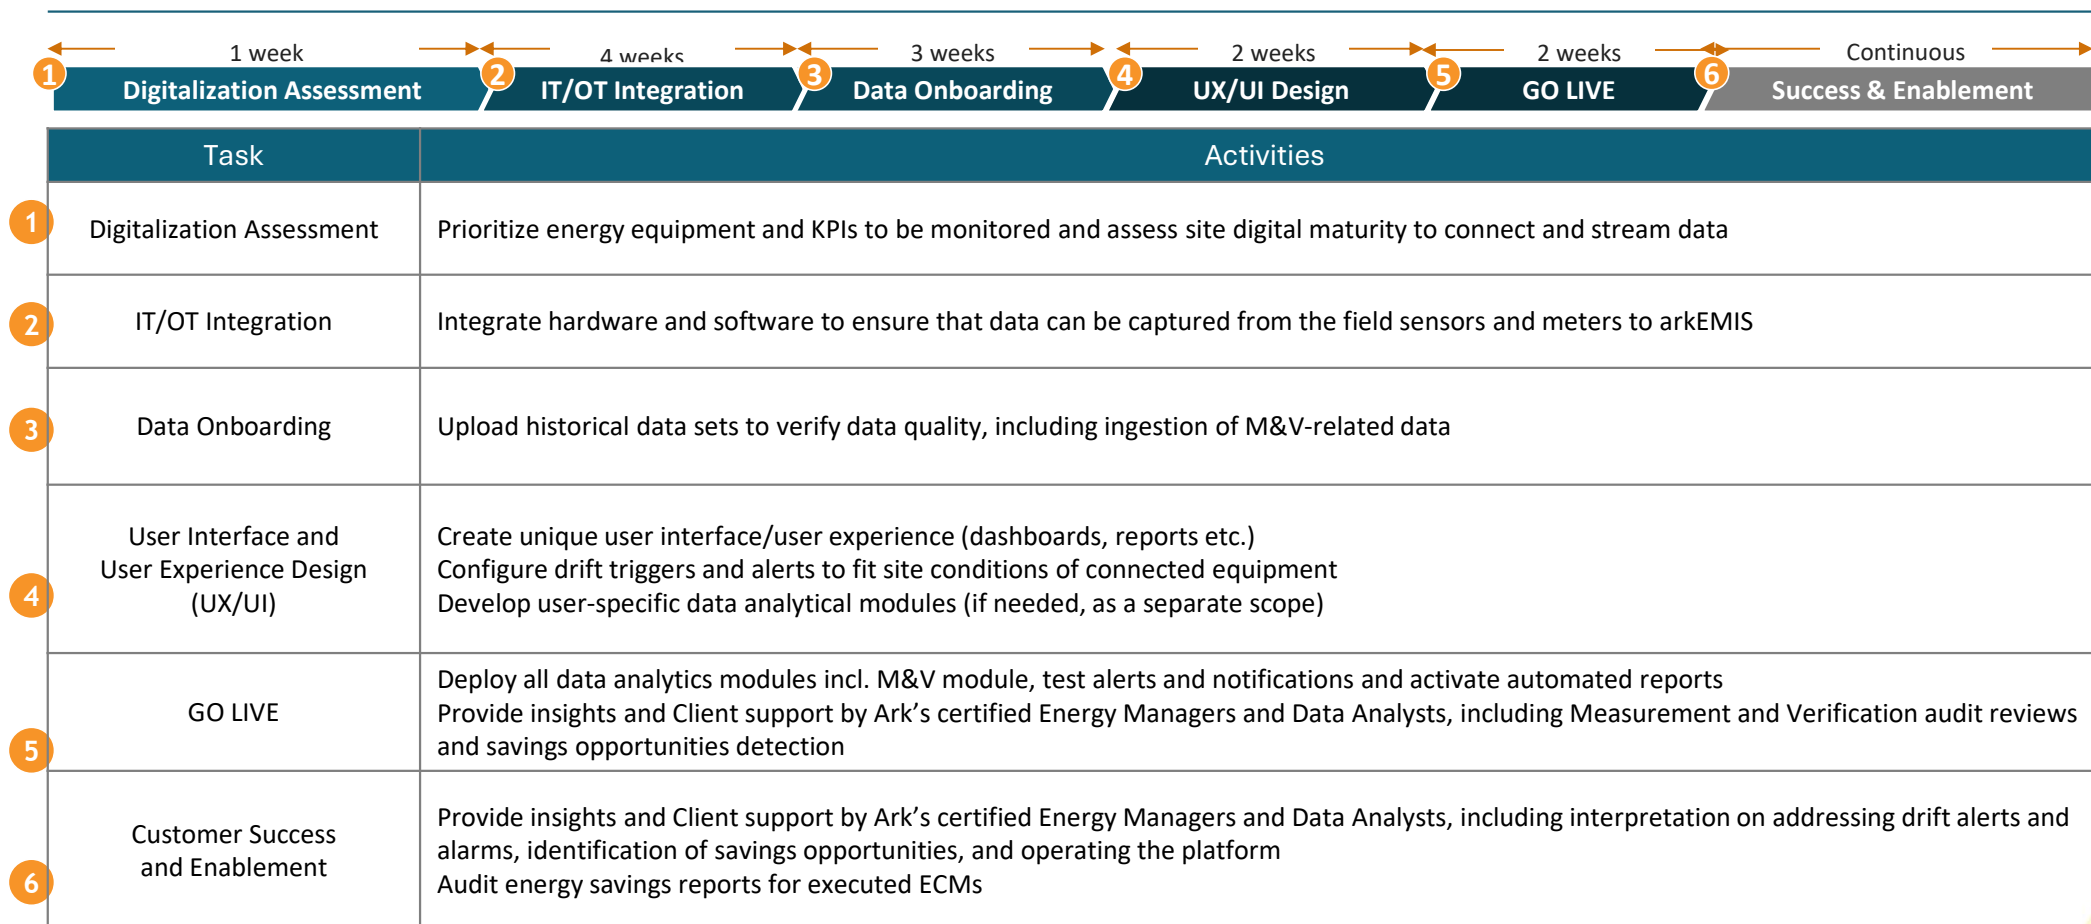 1 week
4 weeks
3 weeks
2 weeks
2 weeks
Continuous
1
Digitalization Assessment
2
IT/OT Integration
3
Data Onboarding
4
UX/UI Design
5
GO LIVE
6
Success & Enablement
Task
Activities
1
Digitalization Assessment
Prioritize energy equipment and KPIs to be monitored and assess site digital maturity to connect and stream data
2
IT/OT Integration
Integrate hardware and software to ensure that data can be captured from the field sensors and meters to arkEMIS
3
Data Onboarding
Upload historical data sets to verify data quality, including ingestion of M&V-related data
4
User Interface and
User Experience Design
(UX/UI)
Create unique user interface/user experience (dashboards, reports etc.)
Configure drift triggers and alerts to fit site conditions of connected equipment
Develop user-specific data analytical modules (if needed, as a separate scope)
5
GO LIVE
Deploy all data analytics modules incl. M&V module, test alerts and notifications and activate automated reports
Provide insights and Client support by Ark’s certified Energy Managers and Data Analysts, including Measurement and Verification audit reviews
and savings opportunities detection
6
Customer Success
and Enablement
Provide insights and Client support by Ark’s certified Energy Managers and Data Analysts, including interpretation on addressing drift alerts and
alarms, identification of savings opportunities, and operating the platform
Audit energy savings reports for executed ECMs